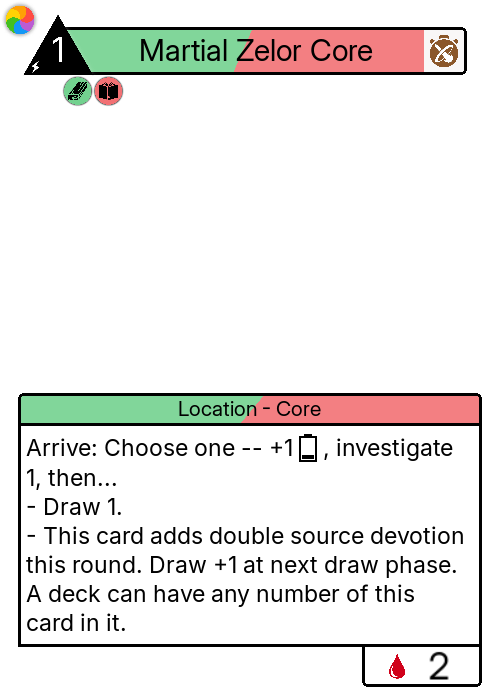 1
Martial Zelor Core
Location - Core
Arrive: Choose one -- +1 , investigate
1, then...
- Draw 1.
- This card adds double source devotion
this round. Draw +1 at next draw phase.
A deck can have any number of this
card in it.
2